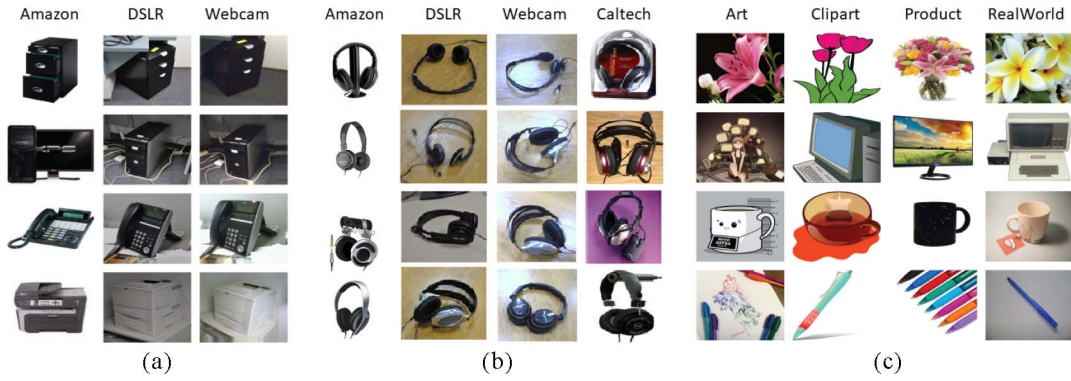 Amazon DSLR Webcam
Amazon DSLR Webcam Caltech
Art Clipart Product RealWorld
(a)
(b)
(c)